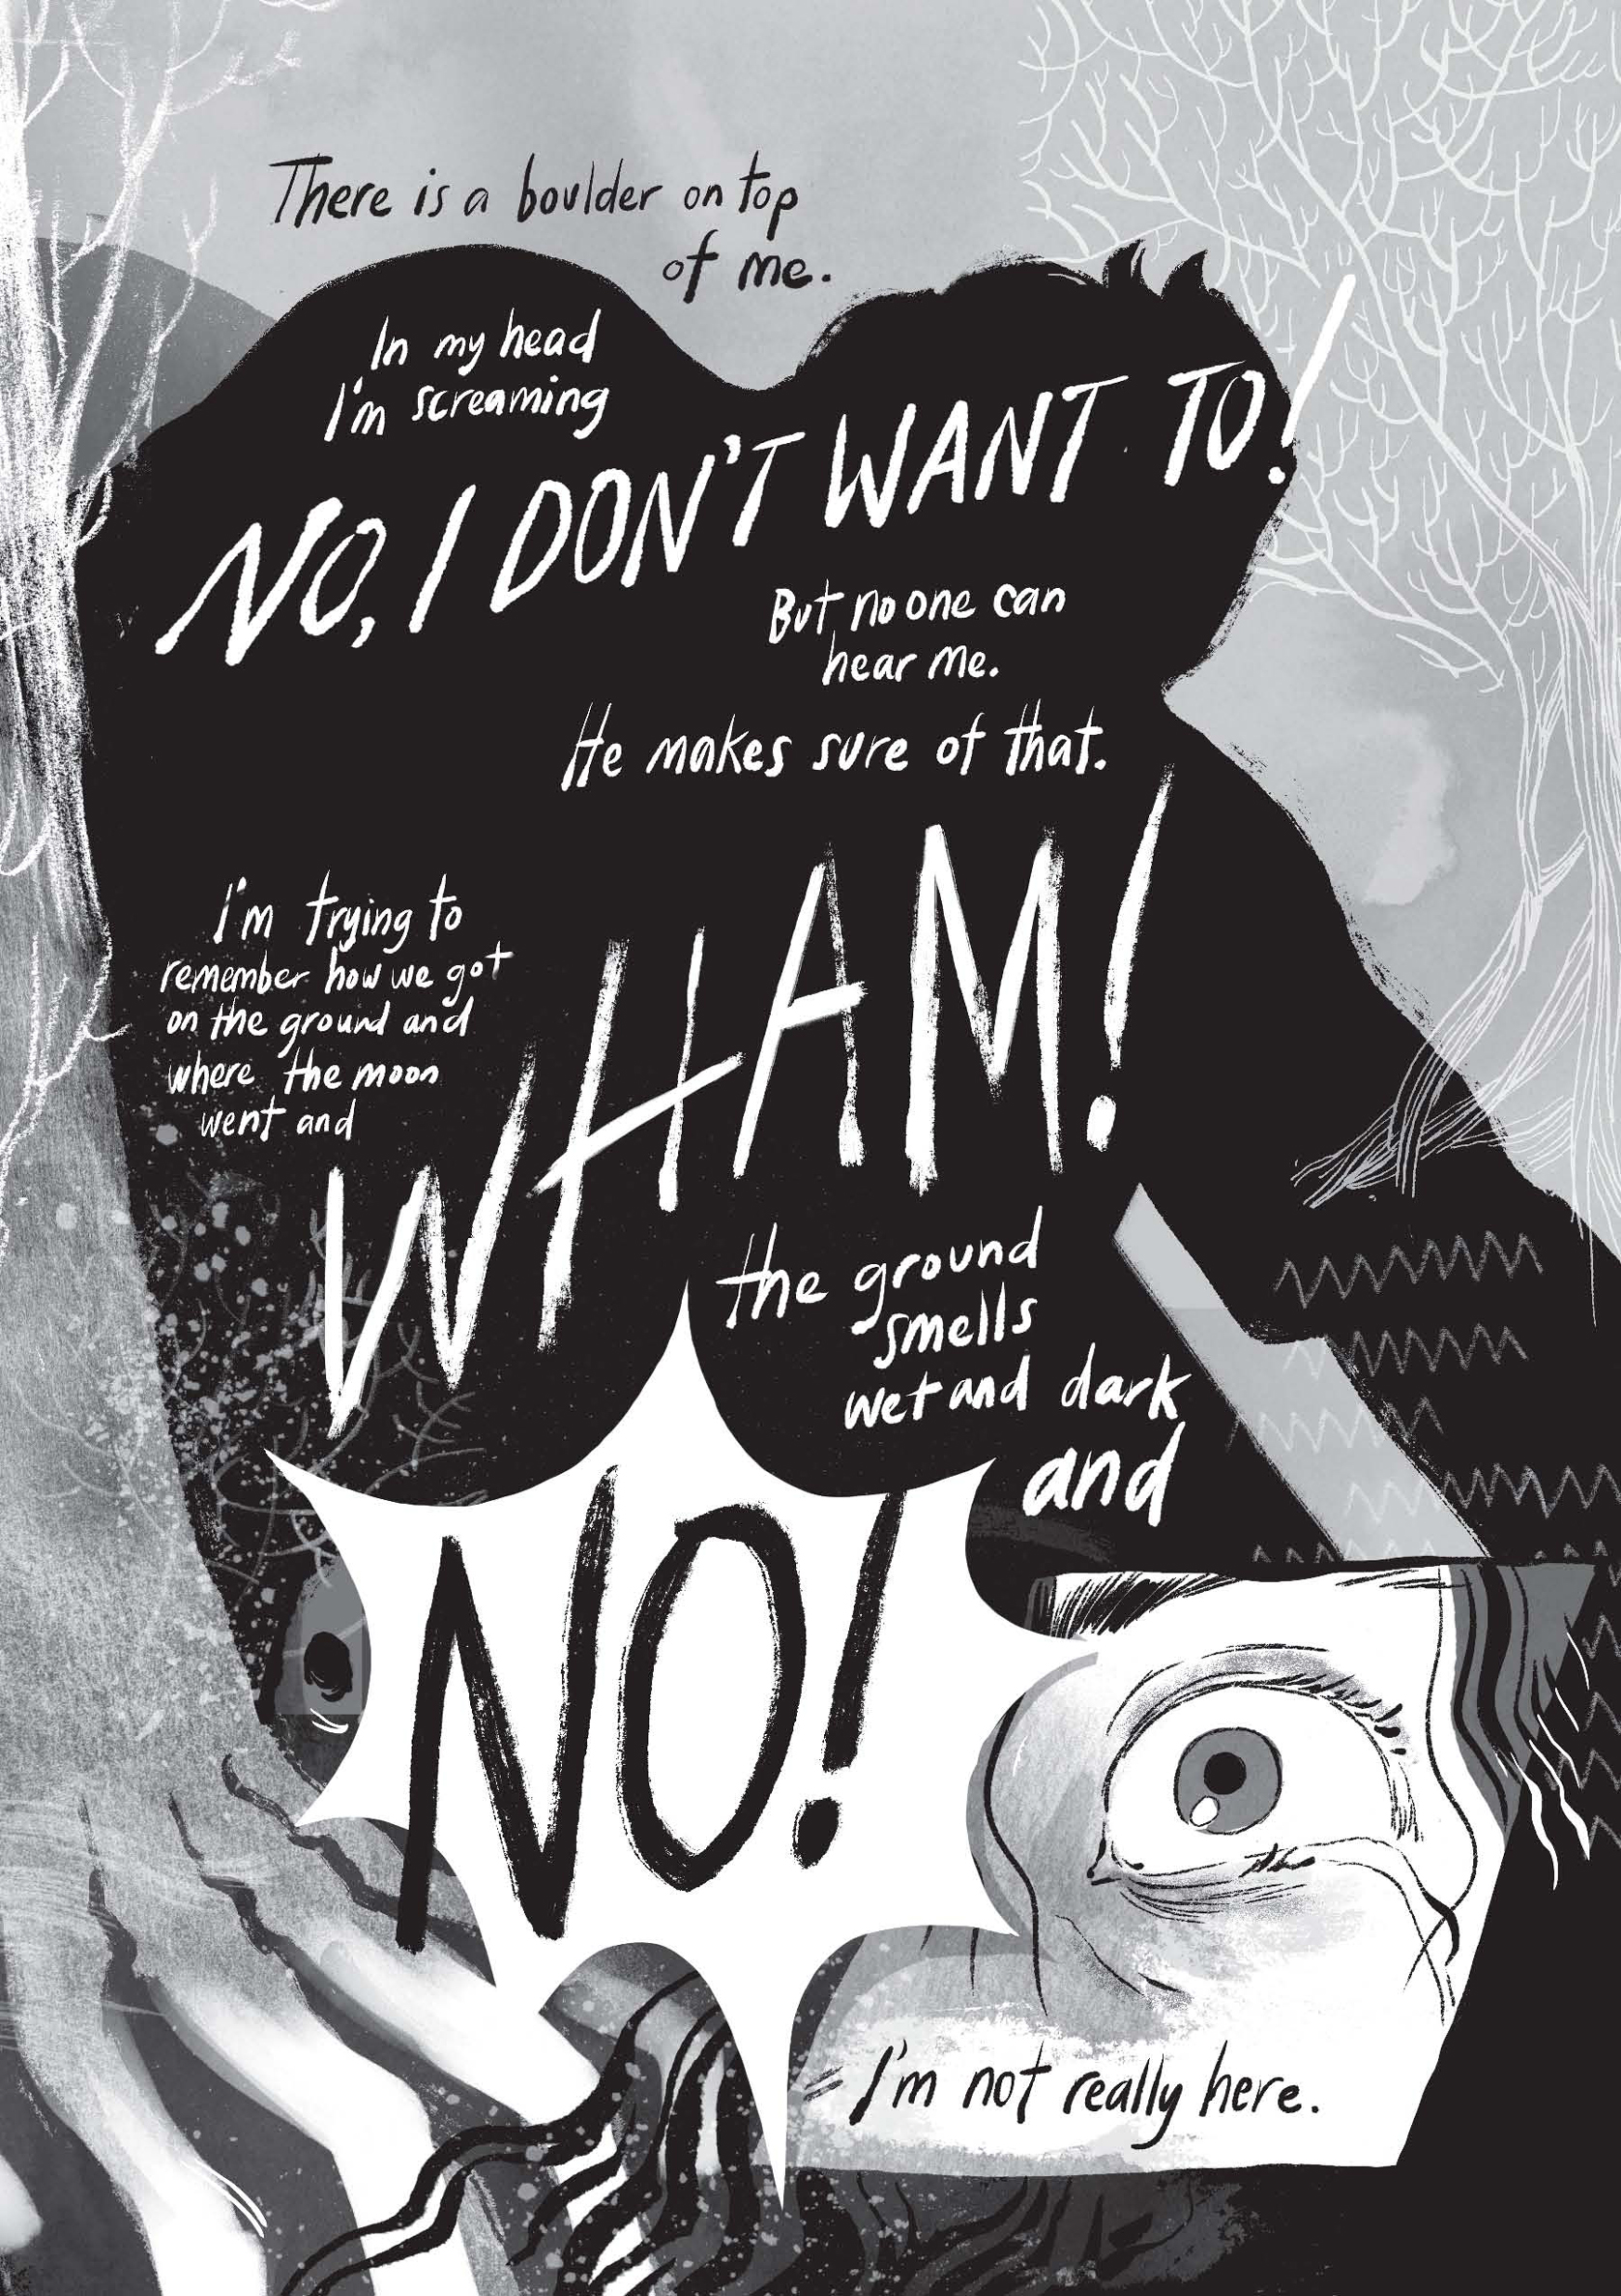 There is a boulder on top
of me.
In my head
I'm screaming
NO, I DON'T WANT TO!
But no one can
hear me.
He makes sure of that.
I'm trying to
remember how we got
on the ground and
where the moon
went and
WHAM!
the ground
smells
wet and dark
and
NO!
I'm not really here.